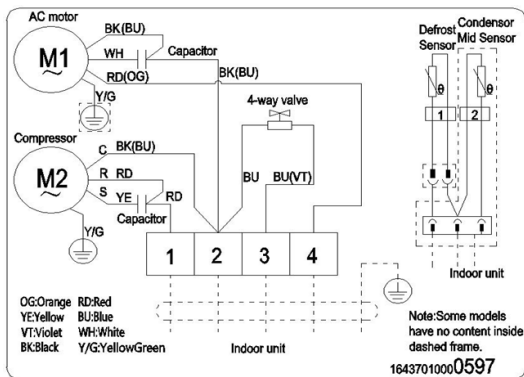 AC motor
M1
~
BK(BU)
WH
Capacitor
RD(OG)
BK(BU)
Y/G
4-way valve
Compressor
M2
~
C BK(BU)
R RD
S YE
RD
Capacitor
Y/G
BU
BU(VT)
1 2 3 4
Defrost
Sensor
Condensor
Mid Sensor
θ θ
1 2
Indoor unit
OG:Orange RD:Red
YE:Yellow BU:Blue
VT:Violet WH:White
BK:Black Y/G:YellowGreen
Indoor unit
Note:Some models
have no content inside
dashed frame.
16437010000597